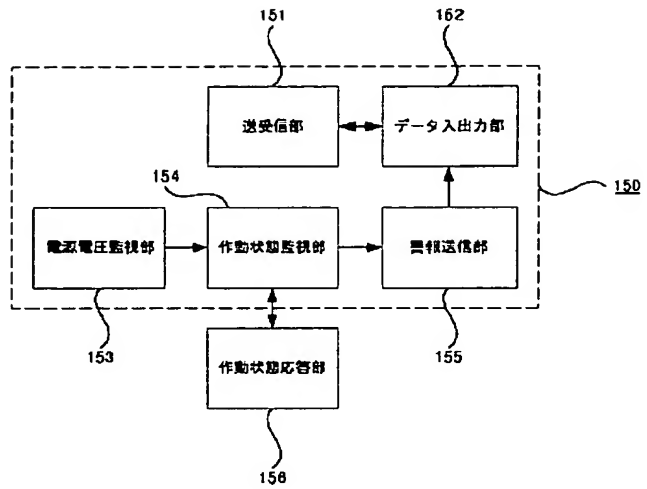 151
162
送受信部
データ入出力部
154
150
電源電圧監視部
作動状態監視部
警報送信部
153
作動状態応答部
155
156